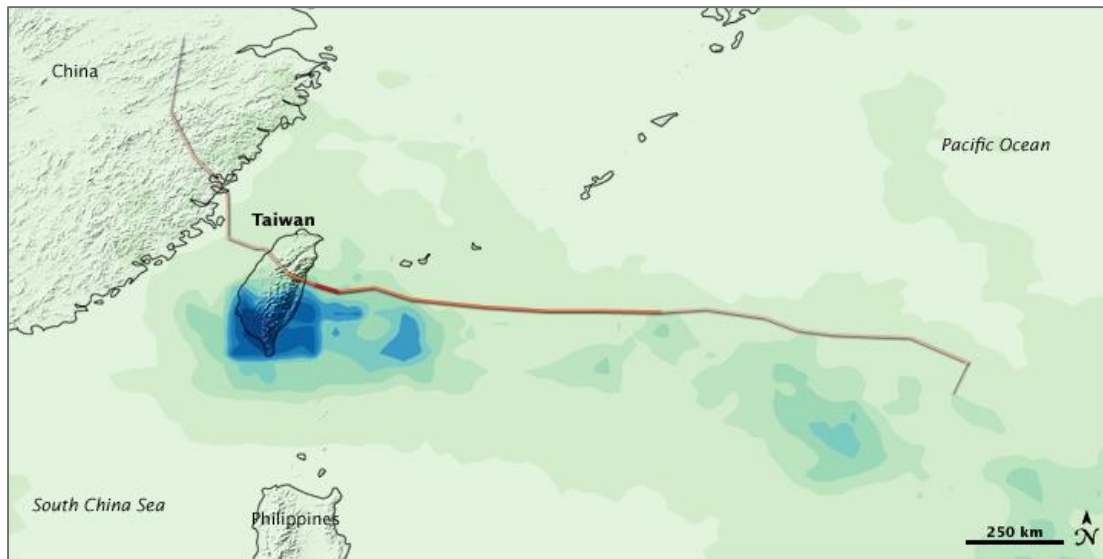 China
Pacific Ocean
Taiwan
South China Sea
Philippines
250 km
N